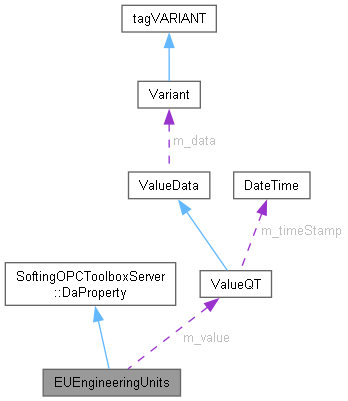 tagVARIANT
Variant
m_data
ValueData
DateTime
m_timeStamp
SoftingOPCToolboxServer
::DaProperty
ValueQT
m_value
EUEngineeringUnits